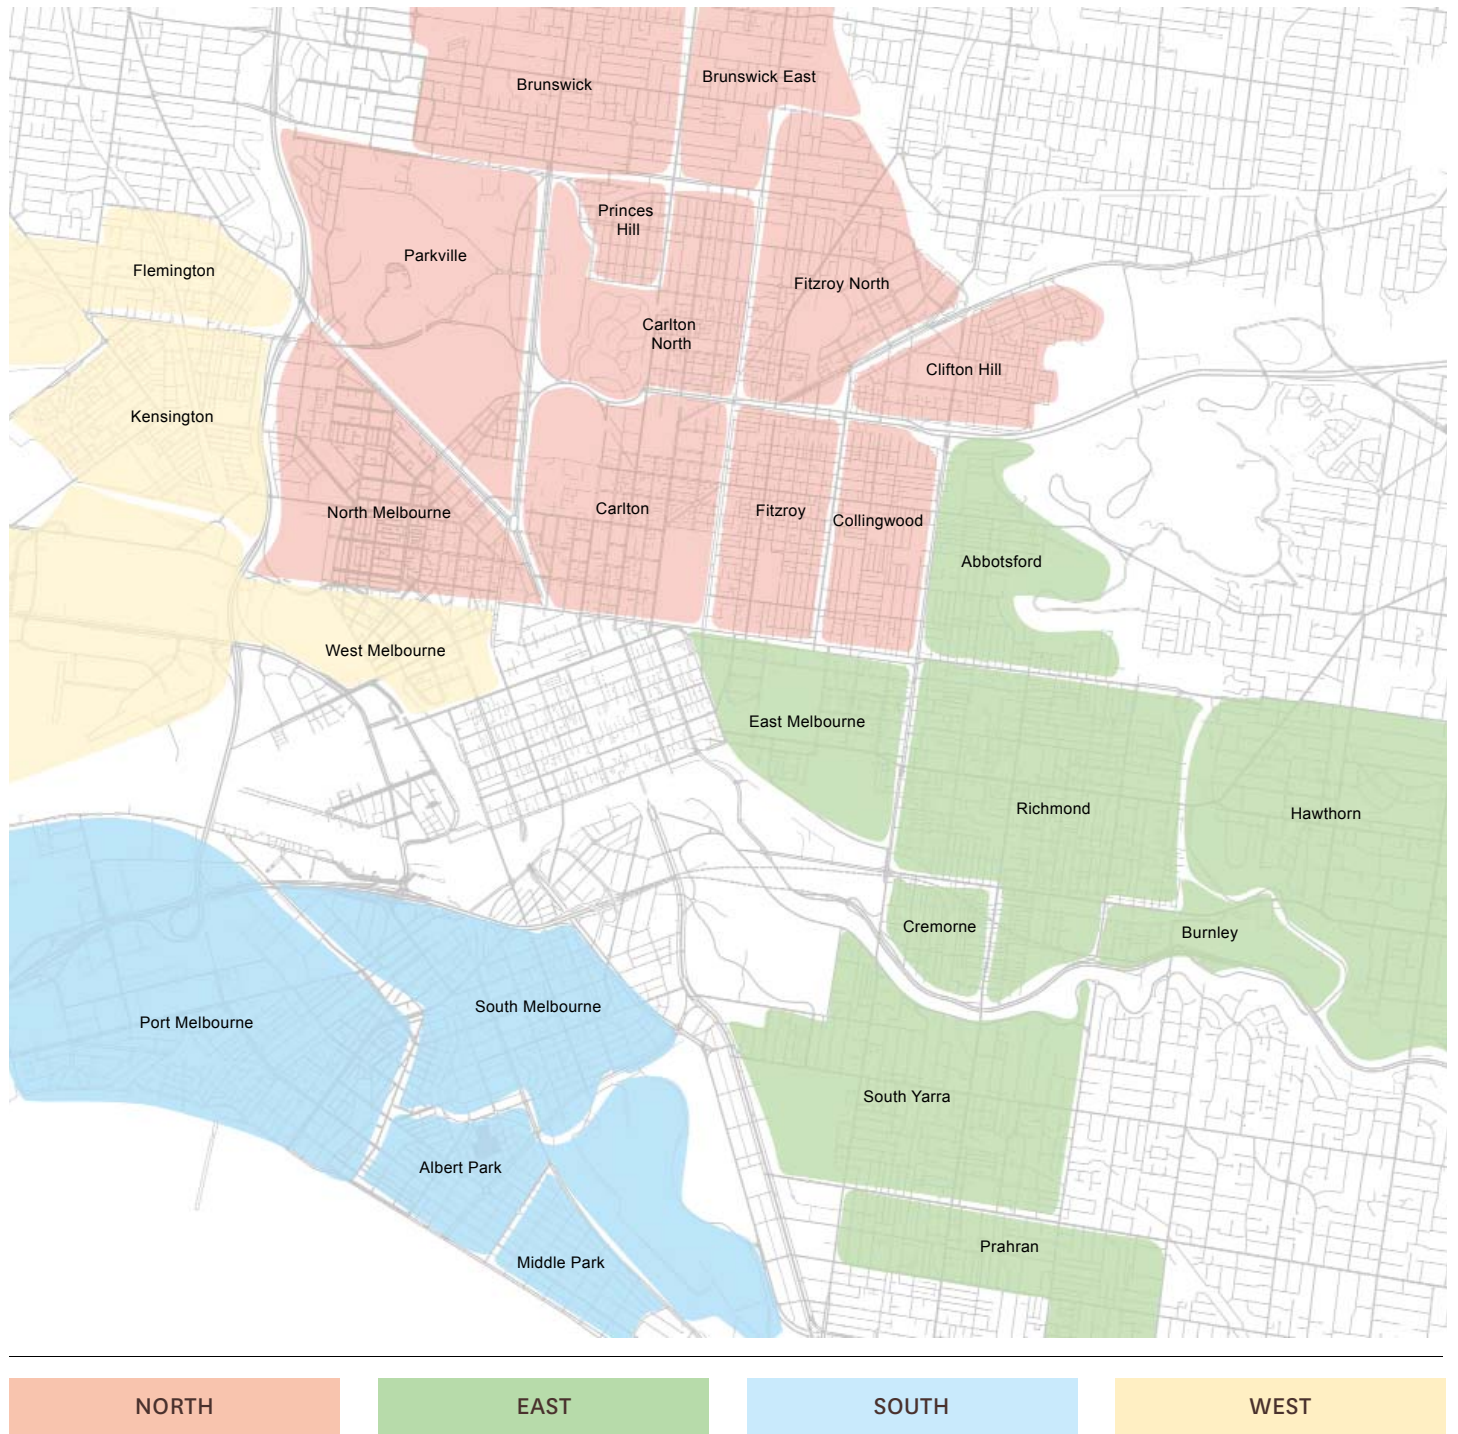 Brunswick
Brunswick East
Princes
Hill
Parkville
Flemington
Fitzroy North
Carlton
North
Clifton Hill
Kensington
North Melbourne
Carlton
Fitzroy
Collingwood
Abbotsford
West Melbourne
East Melbourne
Richmond
Hawthorn
Cremorne
Burnley
South Melbourne
Port Melbourne
South Yarra
Albert Park
Prahran
Middle Park
NORTH
EAST
SOUTH
WEST